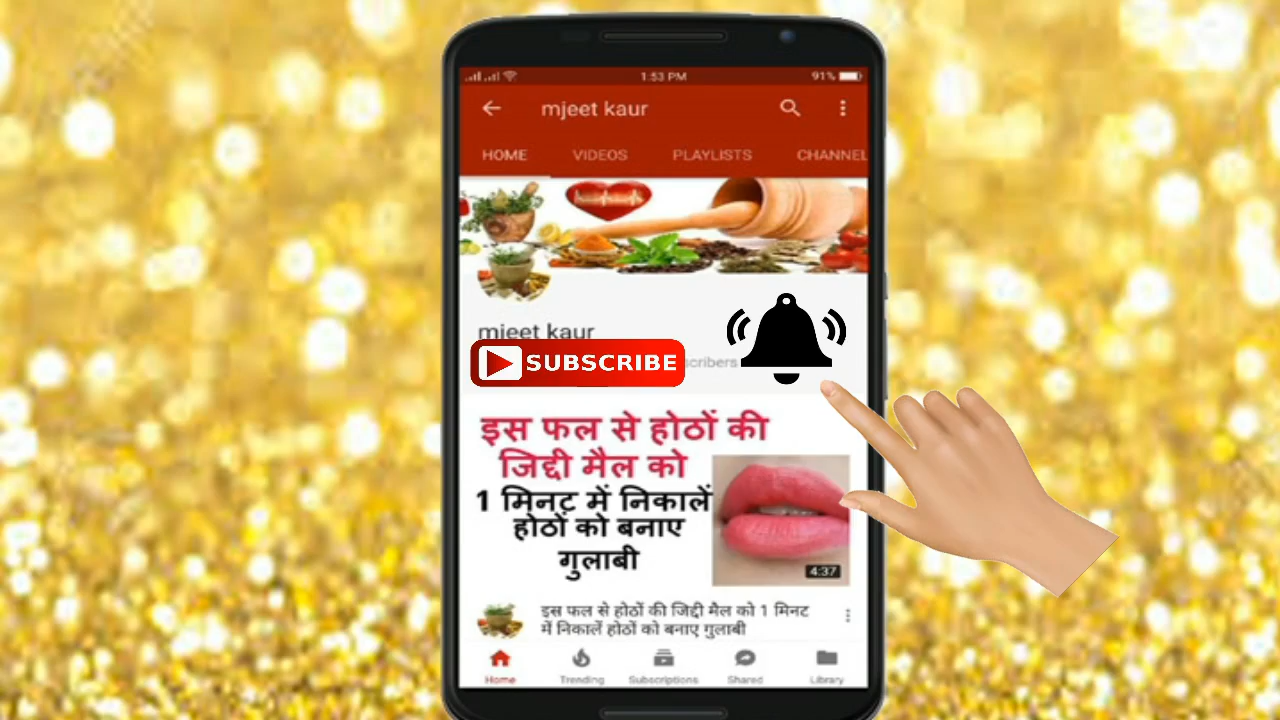 1:53 PM
91%
mjeet kaur
HOME VIDEOS PLAYLISTS CHANNEL
mjeet kaur
SUBSCRIBE
scribers
इस फल से होठों की
जिद्दी मैल को
1 मिनट में निकालें
होठों को बनाए
गुलाबी
4:37
इस फल से होठों की जिद्दी मैल को 1 मिनट
में निकालें होठों को बनाए गुलाबी
Home Trending Subscriptions Shared Library